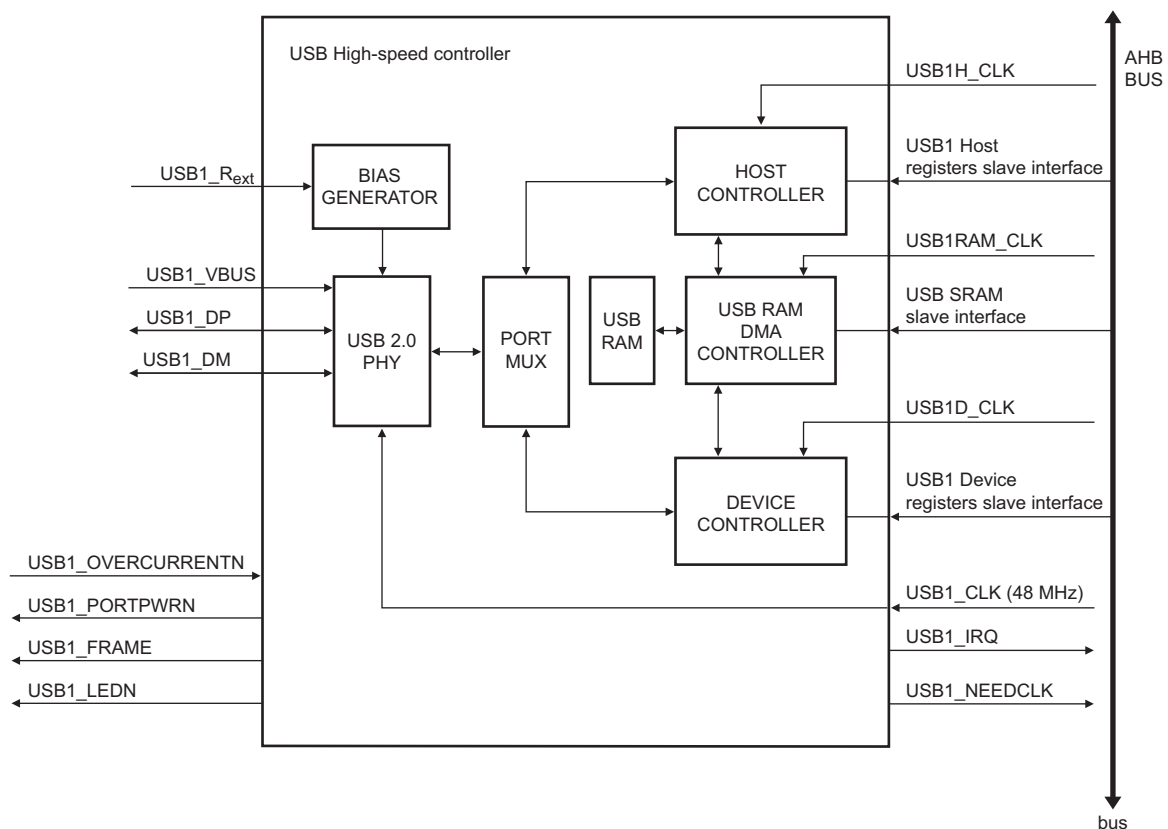 USB High-speed controller
AHB
BUS
USB1H_CLK
USB1 Host
registers slave interface
USB1_Rext
BIAS
GENERATOR
HOST
CONTROLLER
USB1RAM_CLK
USB1_VBUS
USB1_DP
USB1_DM
USB 2.0
PHY
PORT
MUX
USB
RAM
USB RAM
DMA
CONTROLLER
USB SRAM
slave interface
USB1D_CLK
USB1 Device
registers slave interface
DEVICE
CONTROLLER
USB1_OVERCURRENTN
USB1_PORTPWRN
USB1_FRAME
USB1_LEDN
USB1_CLK (48 MHz)
USB1_IRQ
USB1_NEEDCLK
bus